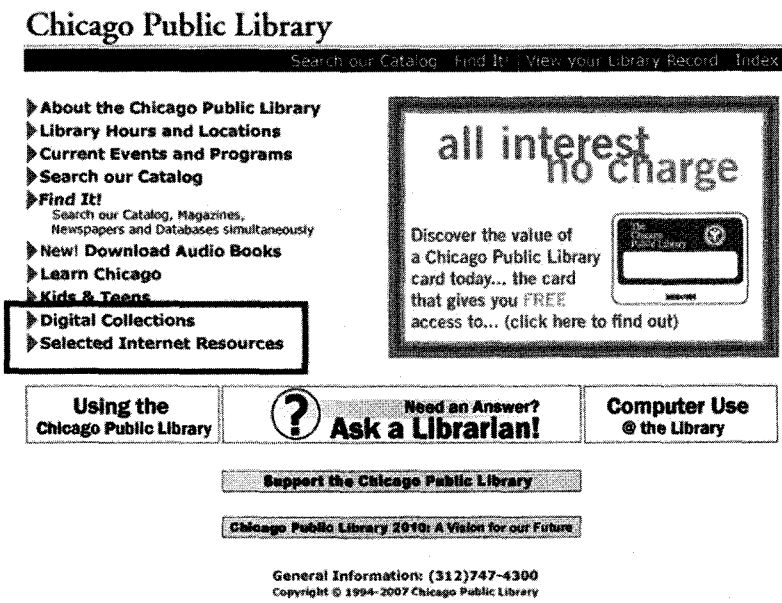 Chicago Public Library
Search our Catalog Find It! View your Library Record Index
About the Chicago Public Library
Library Hours and Locations
Current Events and Programs
Search our Catalog
Find It!
Search our Catalog, Magazines,
Newspapers and Databases simultaneously
New! Download Audio Books
Learn Chicago
Kids & Teens
Digital Collections
Selected Internet Resources
all interest
no charge
Discover the value of
a Chicago Public Library
card today... the card
that gives you FREE
access to... (click here to find out)
The
Chicago
Public Library
Using the
Chicago Public Library
?
Need an Answer?
Ask a Librarian!
Computer Use
@ the Library
Support the Chicago Public Library
Chicago Public Library 2010: A Vision for our Future
General Information: (312)747-4300
Copyright © 1994-2007 Chicago Public Library